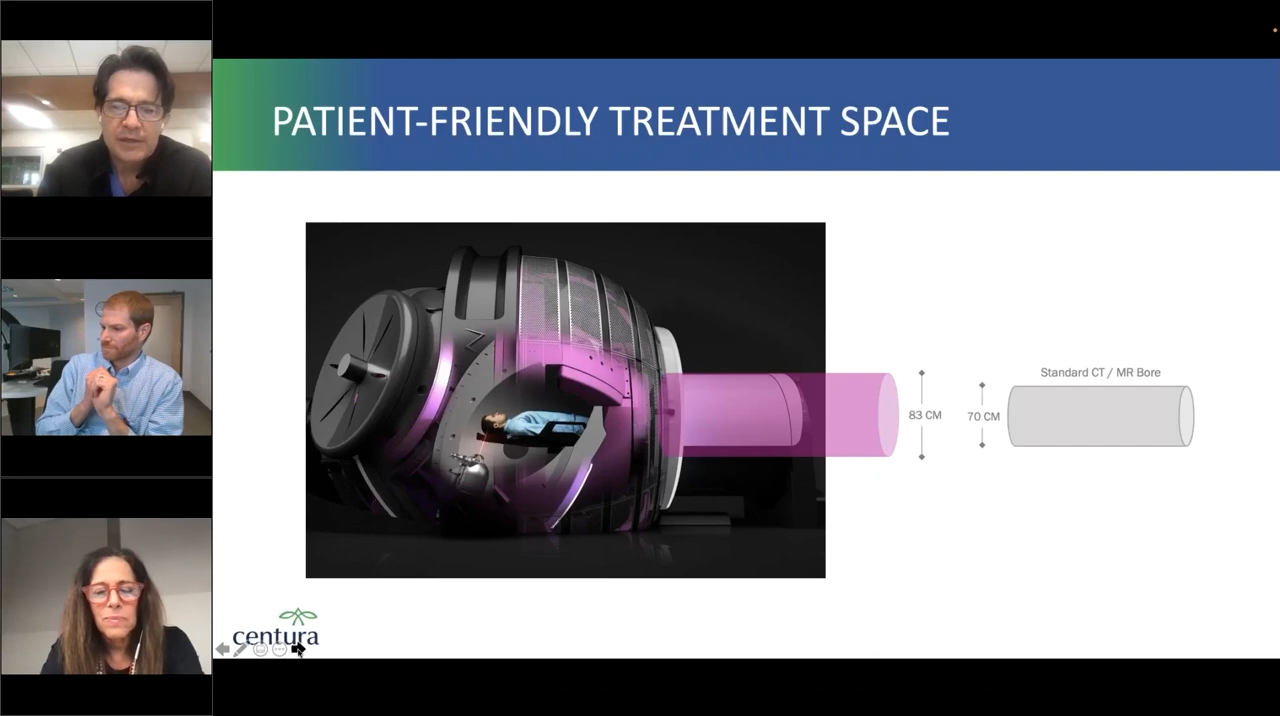 PATIENT-FRIENDLY TREATMENT SPACE
Standard CT / MR Bore
83 CM
70 CM
centura